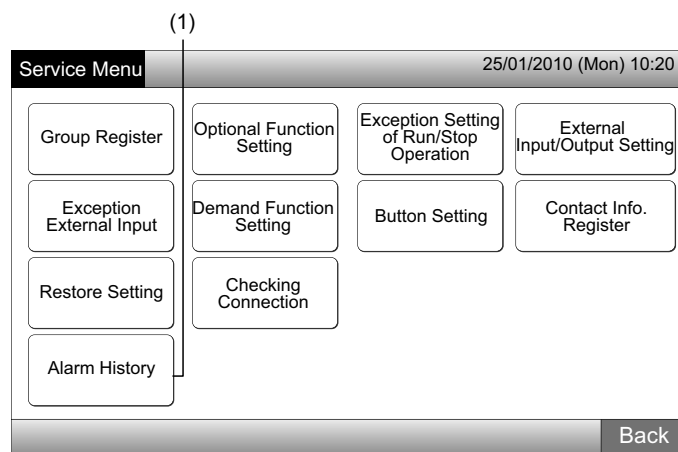 (1)
Service Menu
25/01/2010 (Mon) 10:20
Group Register
Optional Function
Setting
Exception Setting
of Run/Stop
Operation
External
Input/Output Setting
Exception
External Input
Demand Function
Setting
Button Setting
Contact Info.
Register
Restore Setting
Checking
Connection
Alarm History
Back